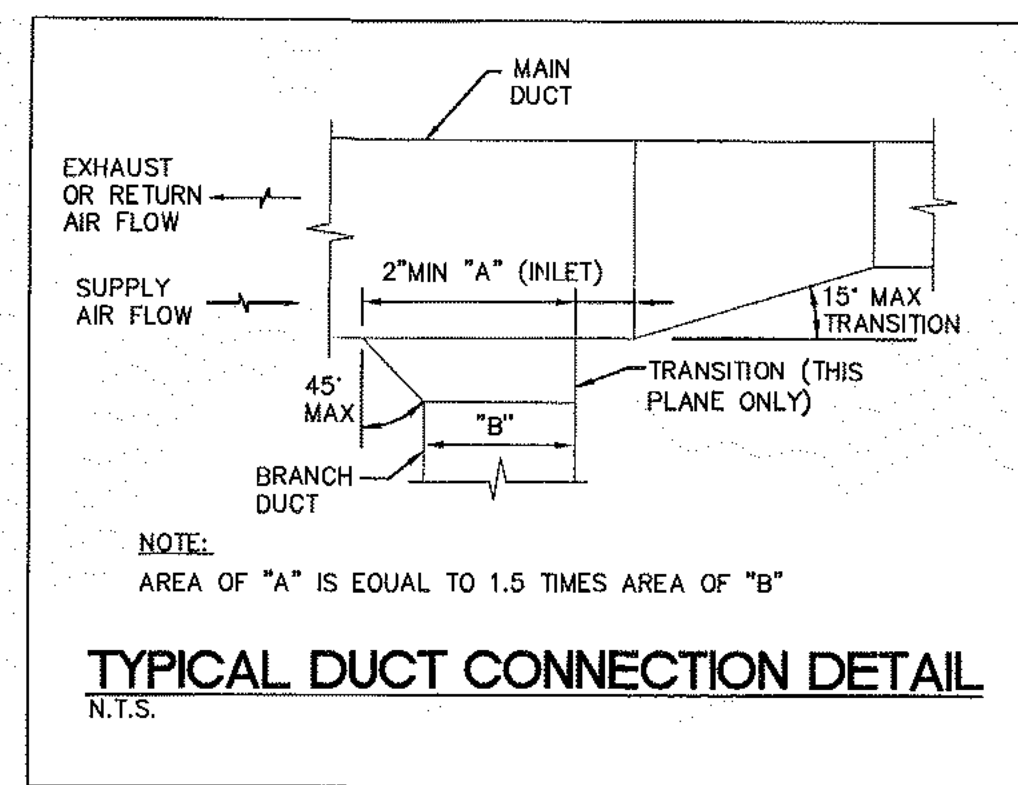 MAIN
DUCT
EXHAUST
OR RETURN
AIR FLOW
2"MIN "A" (INLET)
SUPPLY
AIR FLOW
15° MAX
TRANSITION
45°
MAX
TRANSITION (THIS
PLANE ONLY)
"B"
BRANCH
DUCT
NOTE:
AREA OF "A" IS EQUAL TO 1.5 TIMES AREA OF "B"
TYPICAL DUCT CONNECTION DETAIL
N.T.S.